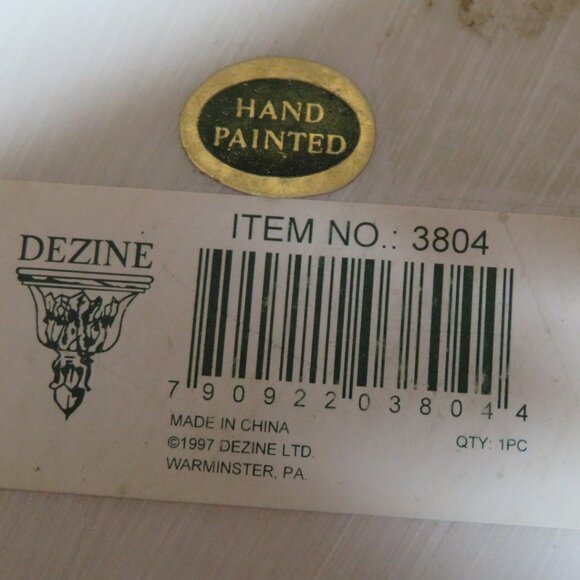 HAND
PAINTED
DEZINE
ITEM NO.: 3804
7 90922 03804 4
MADE IN CHINA
©1997 DEZINE LTD.
WARMINSTER, PA.
QTY: 1PC